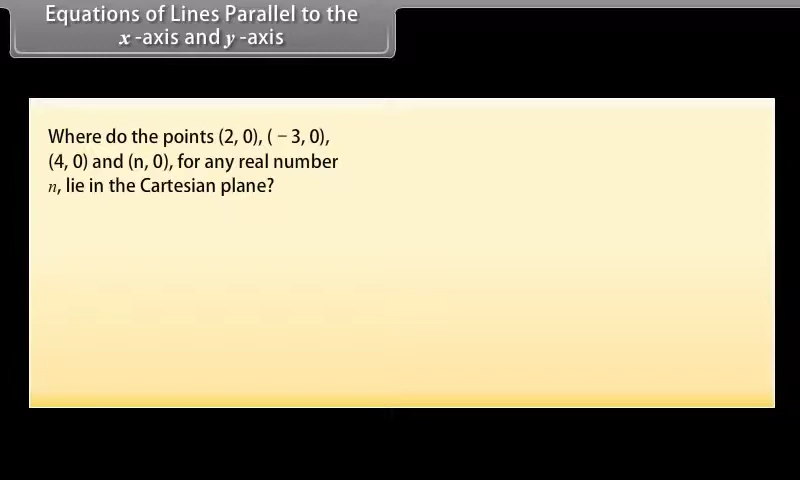 Equations of Lines Parallel to the
x -axis and y -axis
Where do the points (2, 0), ( − 3, 0),
(4, 0) and (n, 0), for any real number
n, lie in the Cartesian plane?